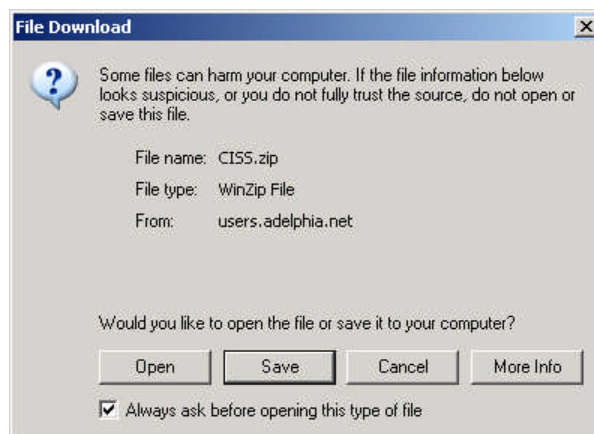 File Download
Some files can harm your computer. If the file information below
looks suspicious, or you do not fully trust the source, do not open or
save this file.
File name: CISS.zip
File type: WinZip File
From: users.adelphia.net
Would you like to open the file or save it to your computer?
Open Save Cancel More Info
Always ask before opening this type of file